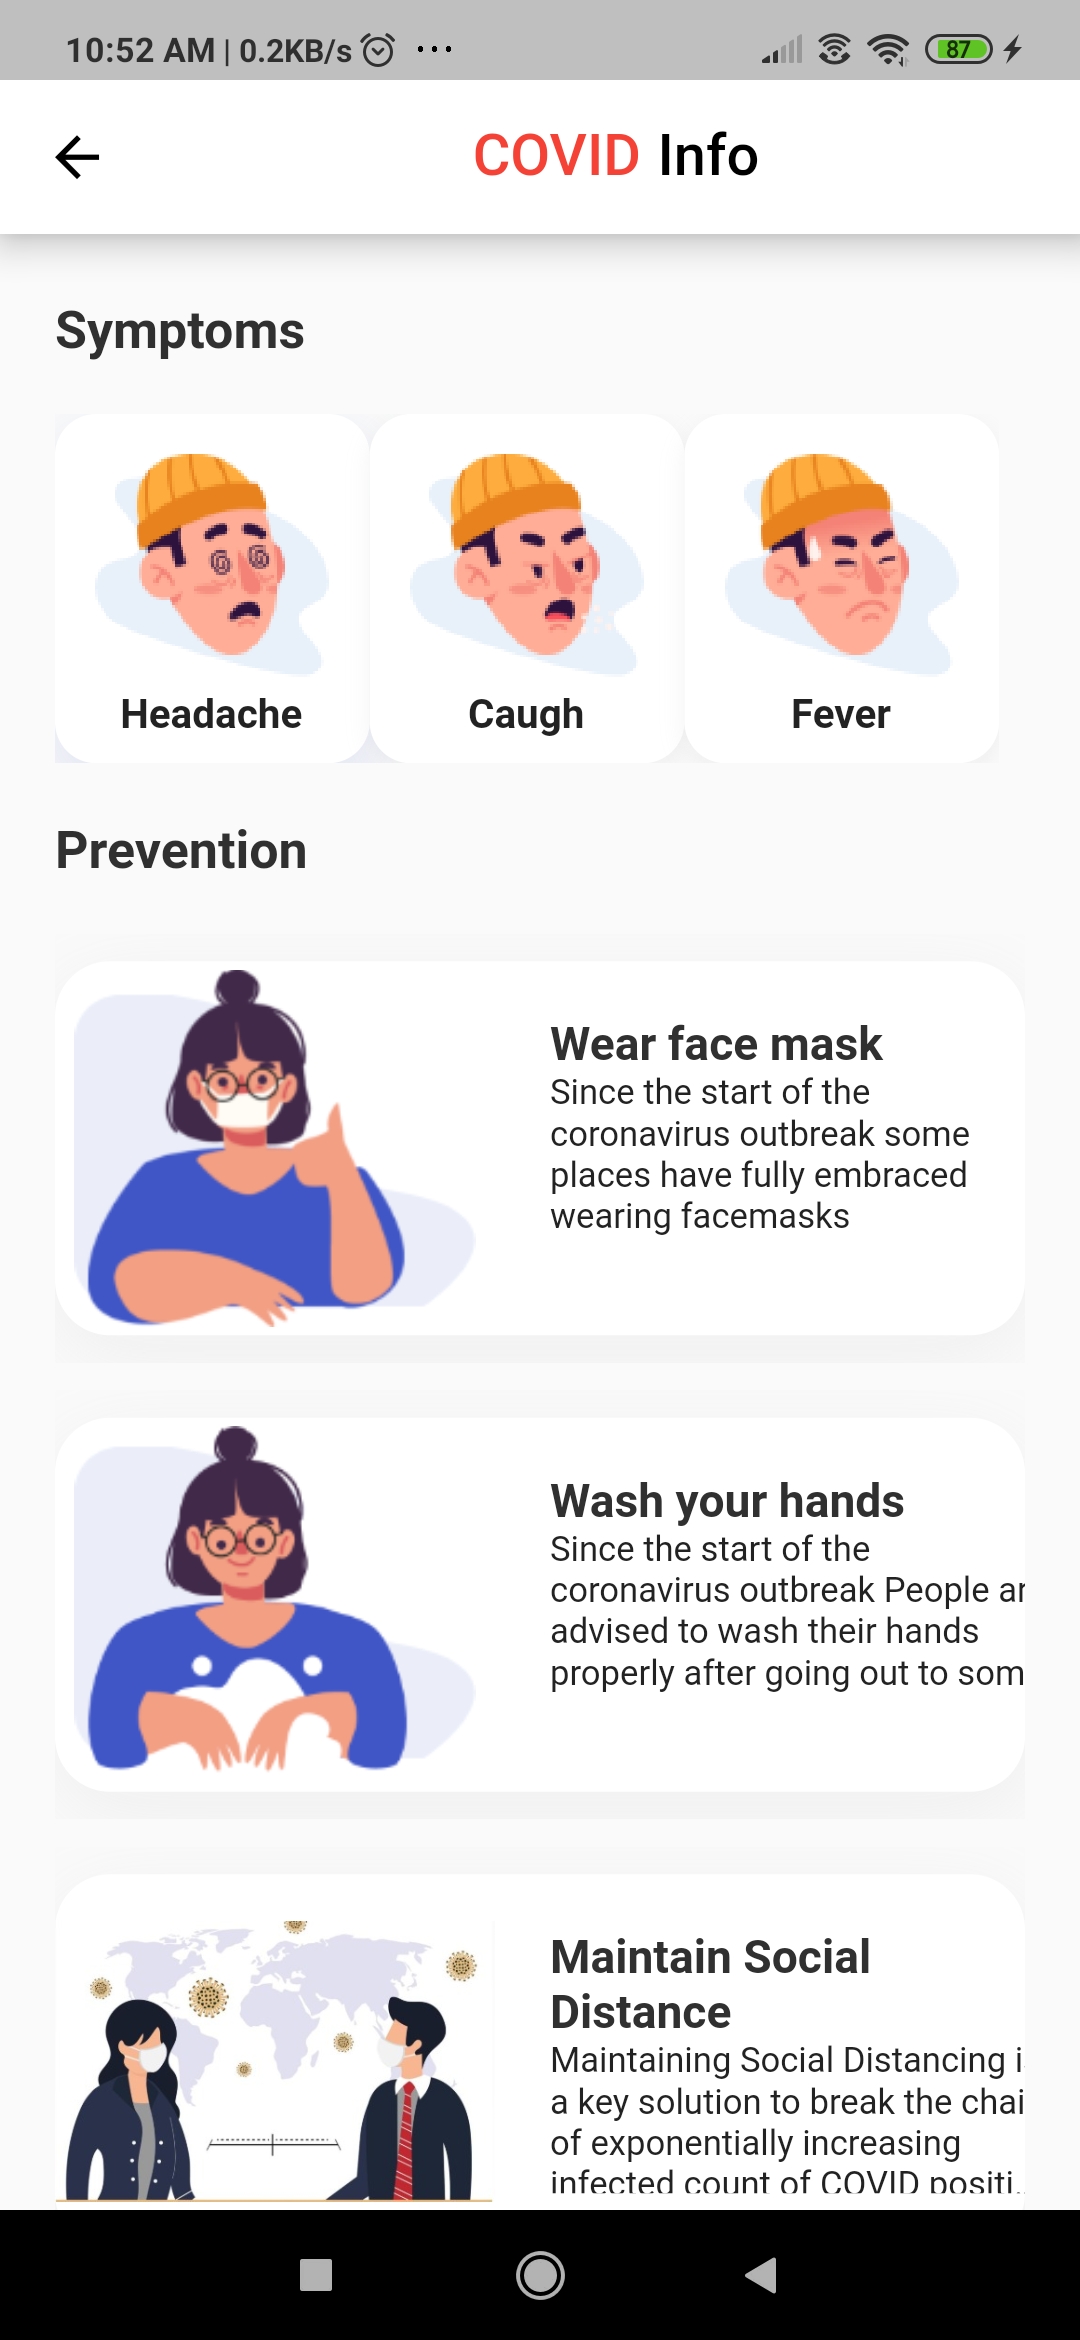 10:52 AM | 0.2KB/s ...
87
COVID Info
Symptoms
Headache Caugh Fever
Prevention
Wear face mask
Since the start of the
coronavirus outbreak some
places have fully embraced
wearing facemasks
Wash your hands
Since the start of the
coronavirus outbreak People ar
advised to wash their hands
properly after going out to som
Maintain Social
Distance
Maintaining Social Distancing i
a key solution to break the chai
of exponentially increasing
infected count of COVID positi...